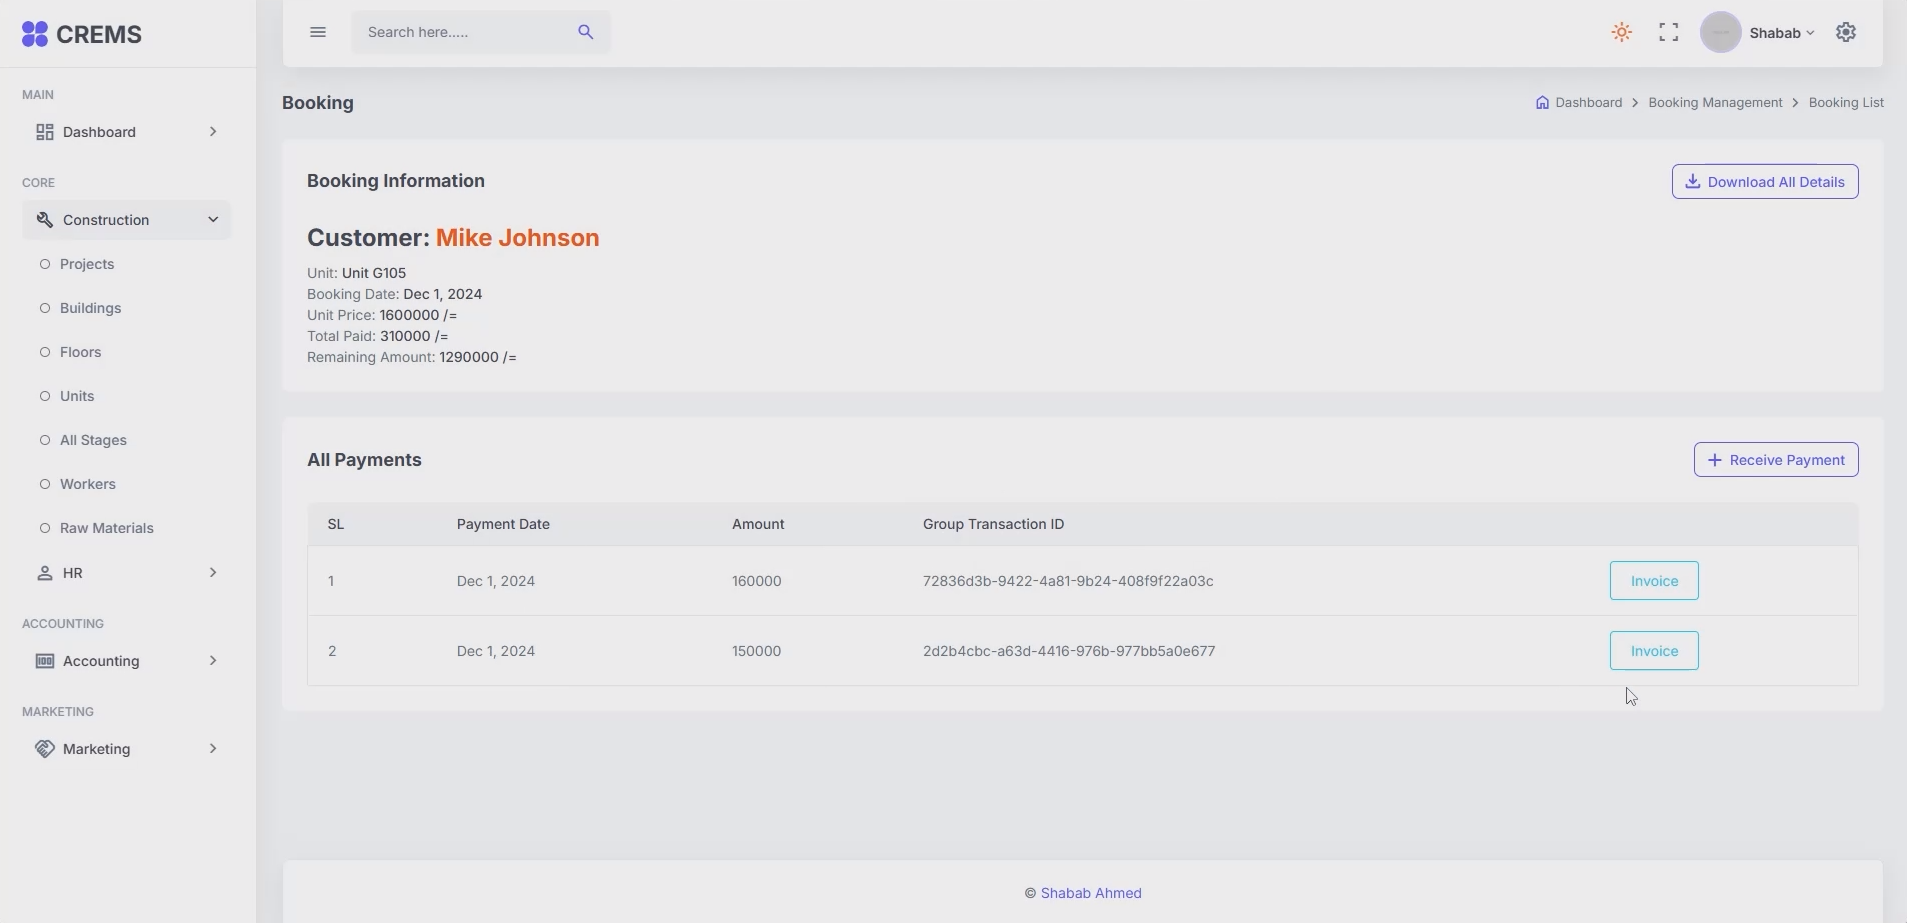 CREMS
Search here.....
Shabab
MAIN
Dashboard
CORE
Construction
Projects
Buildings
Floors
Units
All Stages
Workers
Raw Materials
HR
ACCOUNTING
Accounting
MARKETING
Marketing
Booking
Dashboard > Booking Management > Booking List
Booking Information
Download All Details
Customer: Mike Johnson
Unit: Unit G105
Booking Date: Dec 1, 2024
Unit Price: 1600000 /=
Total Paid: 310000 /=
Remaining Amount: 1290000 /=
All Payments
+ Receive Payment
SL Payment Date Amount Group Transaction ID
1 Dec 1, 2024 160000 72836d3b-9422-4a81-9b24-408f9f22a03c Invoice
2 Dec 1, 2024 150000 2d2b4cbc-a63d-4416-976b-977bb5a0e677 Invoice
© Shabab Ahmed